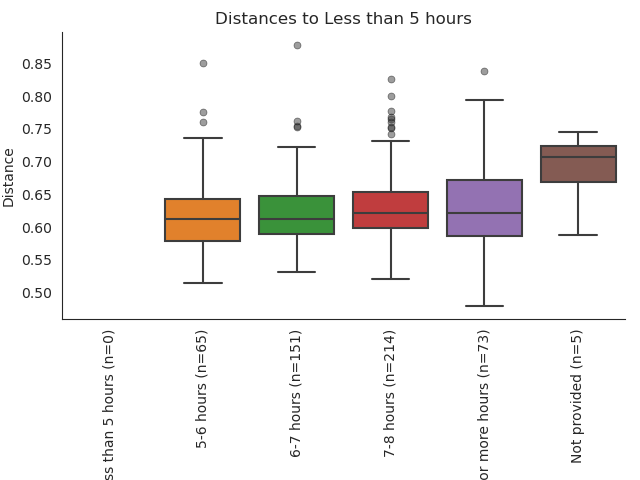 Distances to Less than 5 hours
Distance
0.85
0.80
0.75
0.70
0.65
0.60
0.55
0.50
ss than 5 hours (n=0)
5-6 hours (n=65)
6-7 hours (n=151)
7-8 hours (n=214)
or more hours (n=73)
Not provided (n=5)